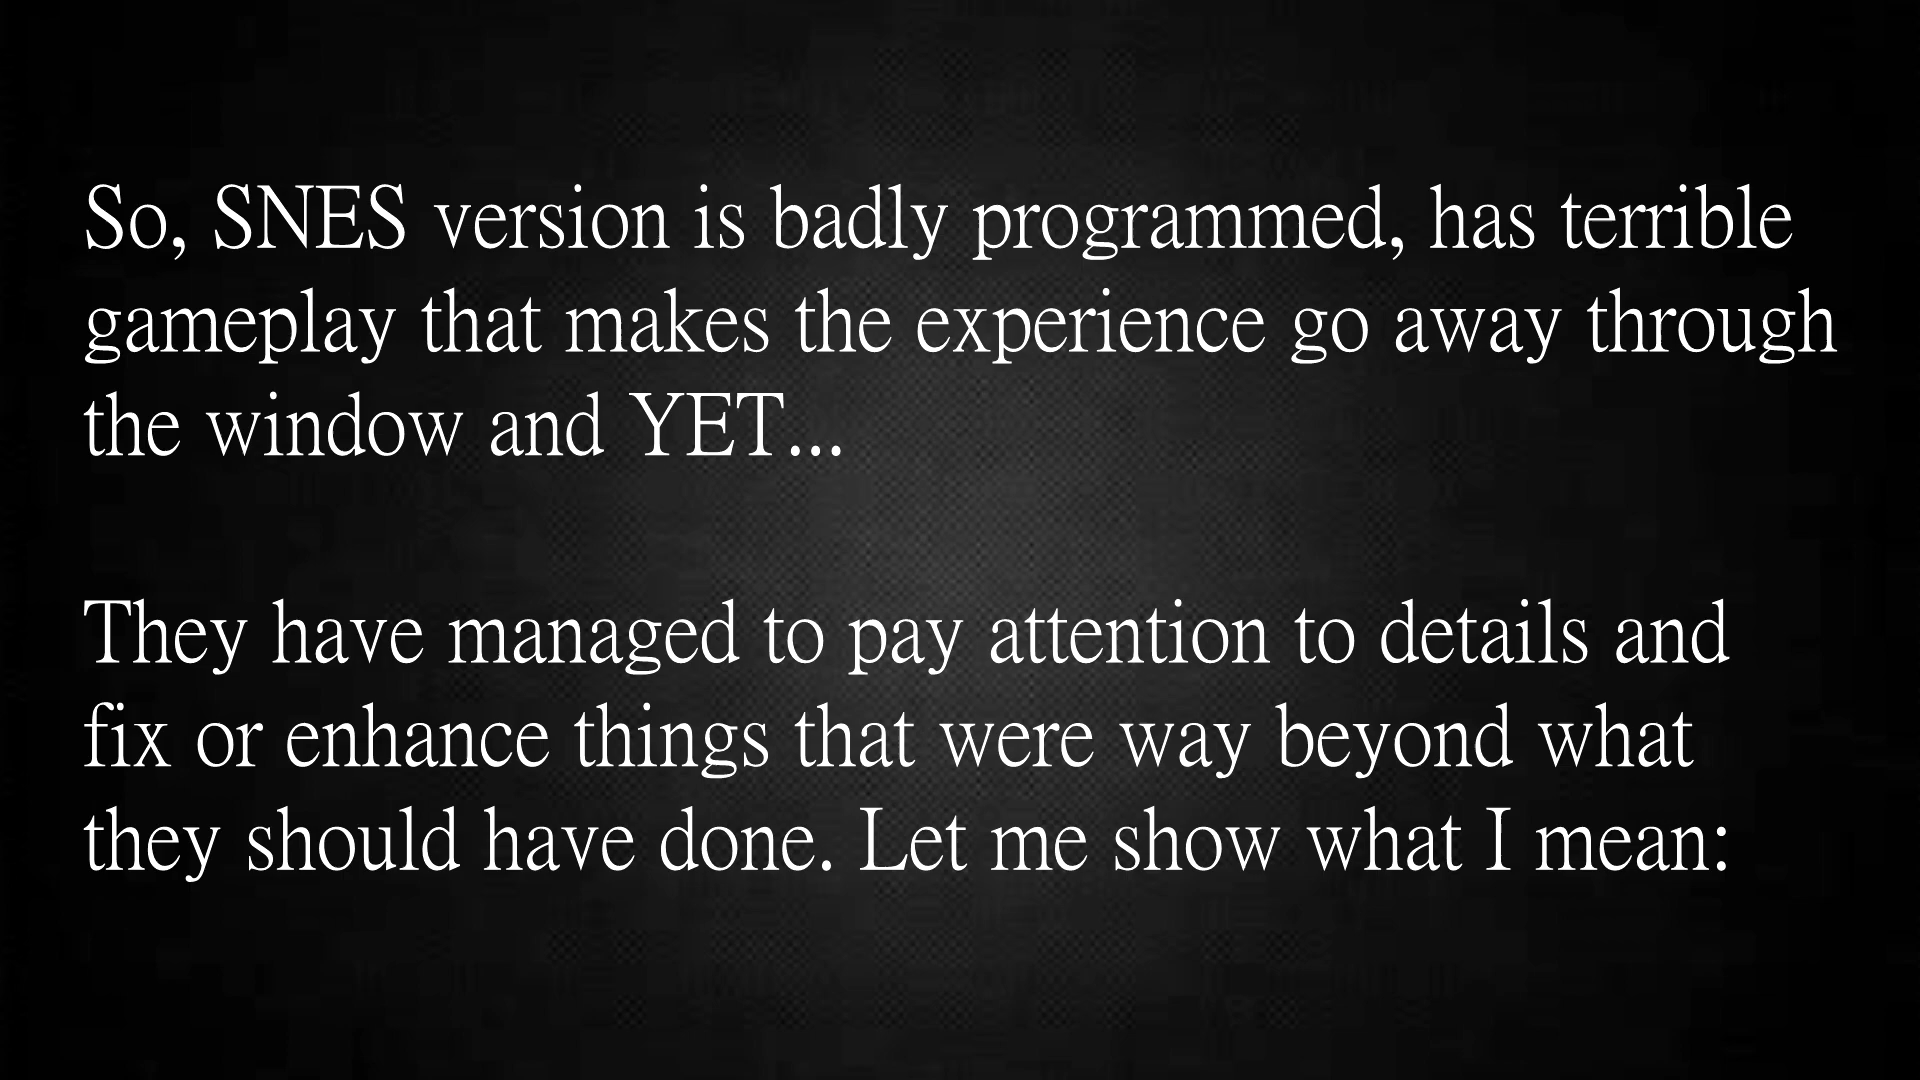 So, SNES version is badly programmed, has terrible
gameplay that makes the experience go away through
the window and YET...
They have managed to pay attention to details and
fix or enhance things that were way beyond what
they should have done. Let me show what I mean: